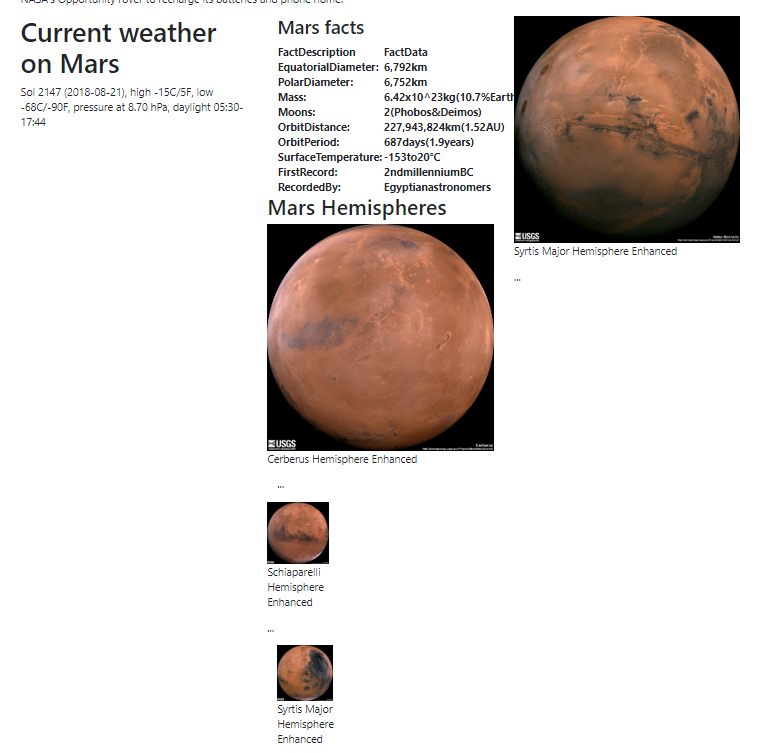 NASA's Opportunity rover to recharge its batteries and phone home.
Current weather
on Mars
Sol 2147 (2018-08-21), high -15C/5F, low
-68C/-90F, pressure at 8.70 hPa, daylight 05:30-
17:44
Mars facts
FactDescription FactData
EquatorialDiameter: 6,792km
PolarDiameter: 6,752km
Mass: 6.42x10^23kg(10.7%Earth
Moons: 2(Phobos&Deimos)
OrbitDistance: 227,943,824km(1.52AU)
OrbitPeriod: 687days(1.9years)
SurfaceTemperature: -153to20°C
FirstRecord: 2ndmillenniumBC
RecordedBy: Egyptianastronomers
Mars Hemispheres
USGS
Cerberus
Cerberus Hemisphere Enhanced
...
Schiaparelli
Hemisphere
Enhanced
...
Syrtis Major
Hemisphere
Enhanced
USGS
Valles Marineris
Syrtis Major Hemisphere Enhanced
...